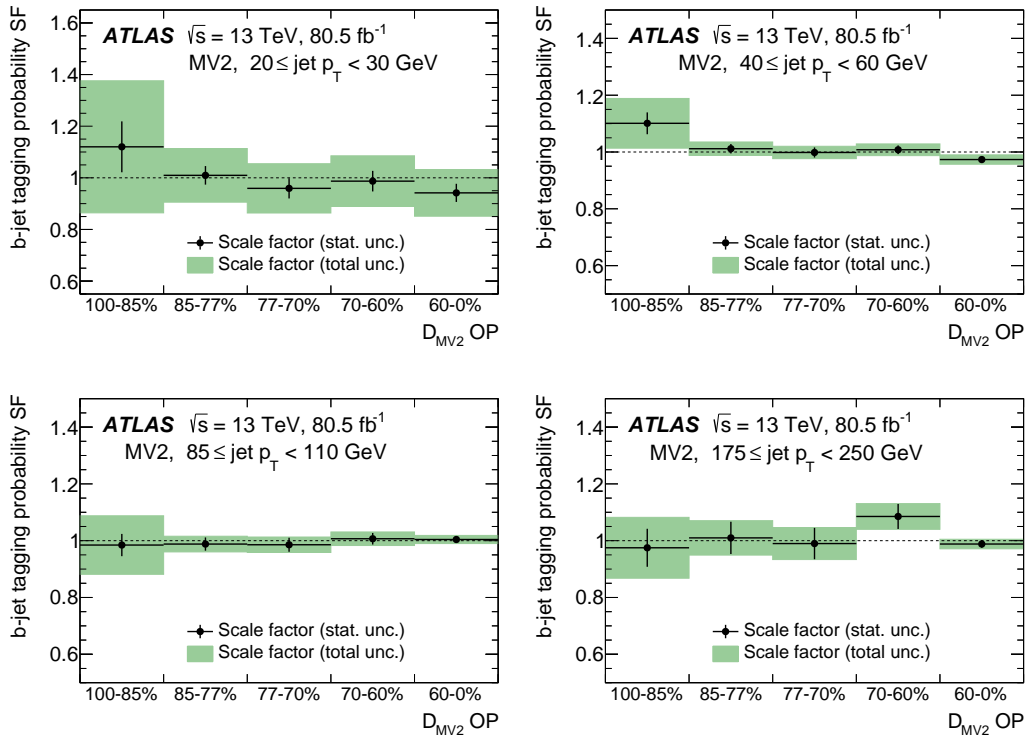 b-jet tagging probability SF
ATLAS √s = 13 TeV, 80.5 fb⁻¹
MV2, 20 ≤ jet p_T < 30 GeV
1.6
1.4
1.2
1
0.8
0.6
Scale factor (stat. unc.)
Scale factor (total unc.)
100-85% 85-77% 77-70% 70-60% 60-0%
D_MV2 OP
b-jet tagging probability SF
ATLAS √s = 13 TeV, 80.5 fb⁻¹
MV2, 40 ≤ jet p_T < 60 GeV
1.4
1.2
1
0.8
0.6
Scale factor (stat. unc.)
Scale factor (total unc.)
100-85% 85-77% 77-70% 70-60% 60-0%
D_MV2 OP
b-jet tagging probability SF
ATLAS √s = 13 TeV, 80.5 fb⁻¹
MV2, 85 ≤ jet p_T < 110 GeV
1.4
1.2
1
0.8
0.6
Scale factor (stat. unc.)
Scale factor (total unc.)
100-85% 85-77% 77-70% 70-60% 60-0%
D_MV2 OP
b-jet tagging probability SF
ATLAS √s = 13 TeV, 80.5 fb⁻¹
MV2, 175 ≤ jet p_T < 250 GeV
1.4
1.2
1
0.8
0.6
Scale factor (stat. unc.)
Scale factor (total unc.)
100-85% 85-77% 77-70% 70-60% 60-0%
D_MV2 OP